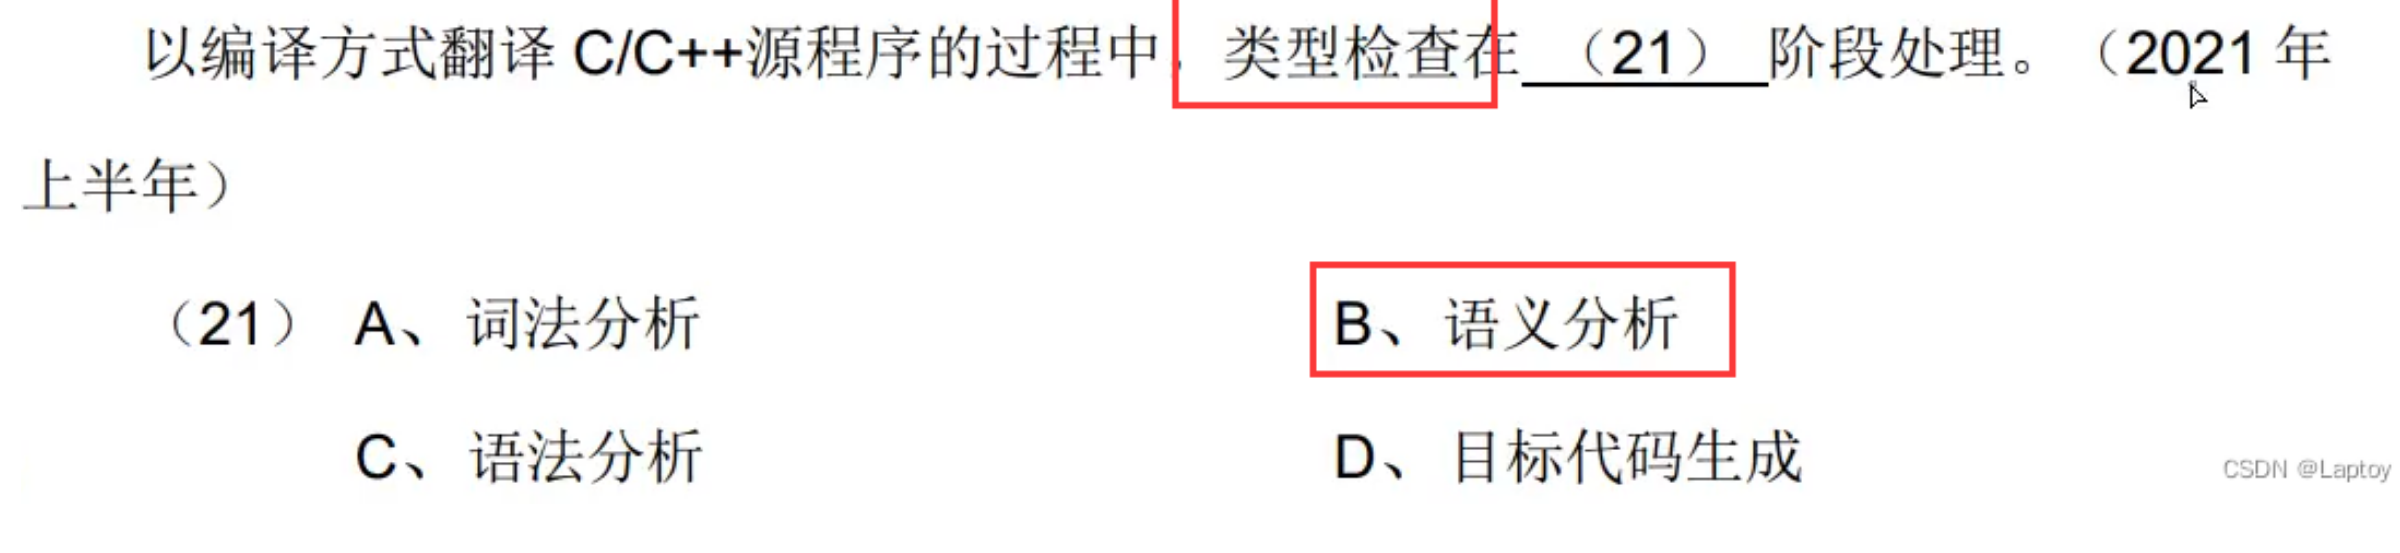 以编译方式翻译 C/C++源程序的过程中，类型检查在 （21） 阶段处理。（2021 年
上半年）
（21） A、词法分析 B、语义分析
C、语法分析 D、目标代码生成
CSDN @Laptoy